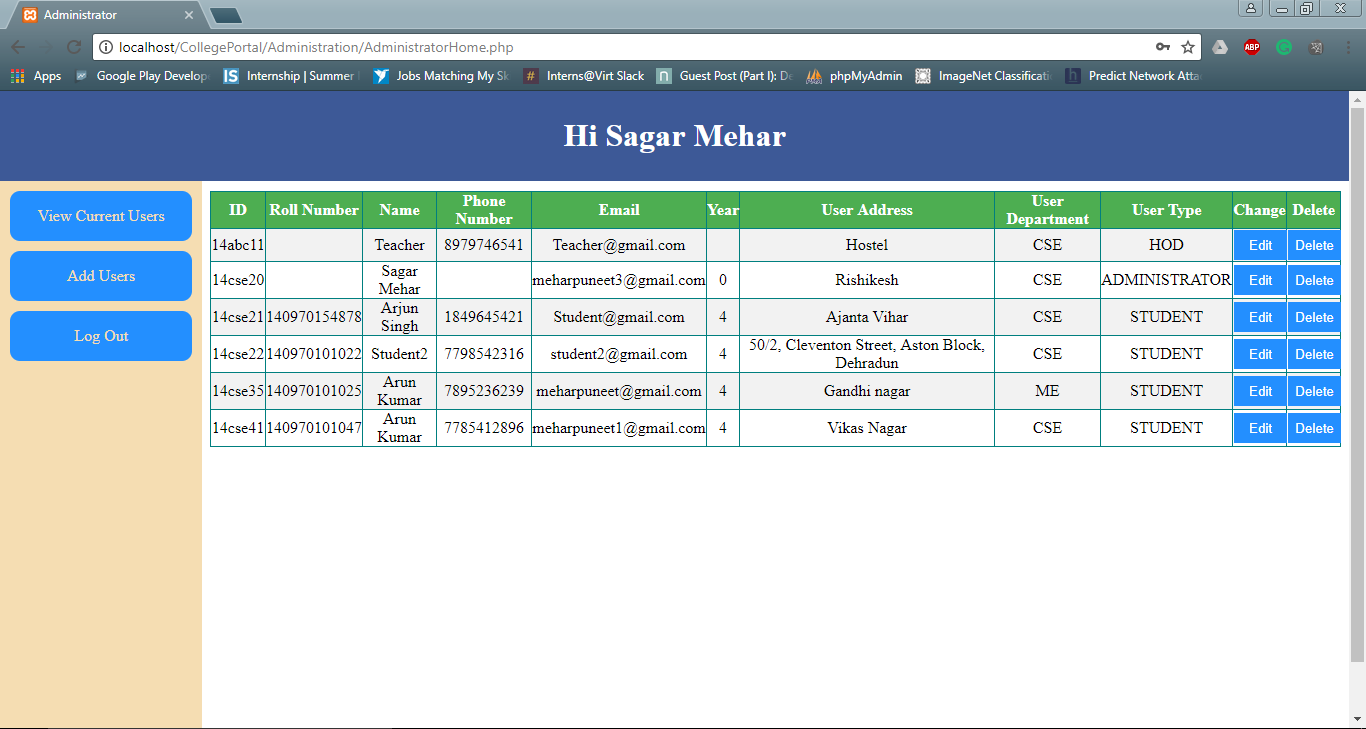 Administrator
localhost/CollegePortal/Administration/AdministratorHome.php
ABP
Apps Google Play Develop IS Internship | Summer Jobs Matching My Sk # Interns@Virt Slack n Guest Post (Part I): De phpMyAdmin ImageNet Classificati h Predict Network Atta
Hi Sagar Mehar
View Current Users
Add Users
Log Out
ID Roll Number Name Phone Number Email Year User Address User Department User Type Change Delete
14abc11 Teacher 8979746541 Teacher@gmail.com Hostel CSE HOD Edit Delete
14cse20 Sagar Mehar meharpuneet3@gmail.com 0 Rishikesh CSE ADMINISTRATOR Edit Delete
14cse21 140970154878 Arjun Singh 1849645421 Student@gmail.com 4 Ajanta Vihar CSE STUDENT Edit Delete
14cse22 140970101022 Student2 7798542316 student2@gmail.com 4 50/2, Cleventon Street, Aston Block, Dehradun CSE STUDENT Edit Delete
14cse35 140970101025 Arun Kumar 7895236239 meharpuneet@gmail.com 4 Gandhi nagar ME STUDENT Edit Delete
14cse41 140970101047 Arun Kumar 7785412896 meharpuneet1@gmail.com 4 Vikas Nagar CSE STUDENT Edit Delete